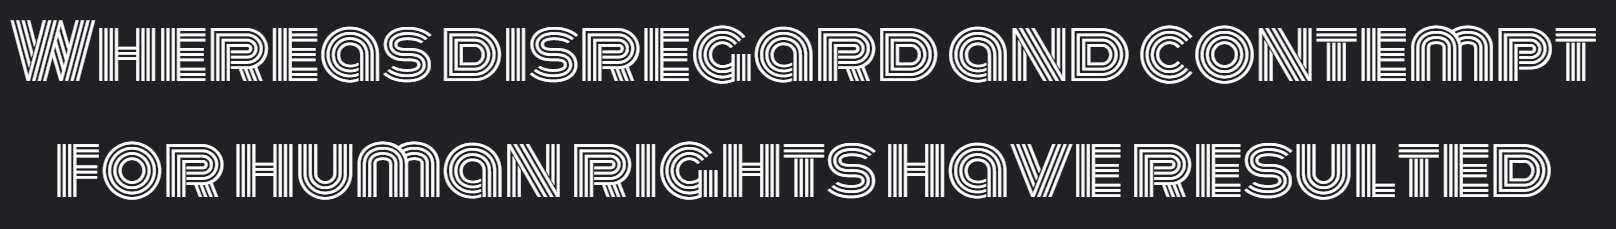 Whereas disregard and contempt
for human rights have resulted